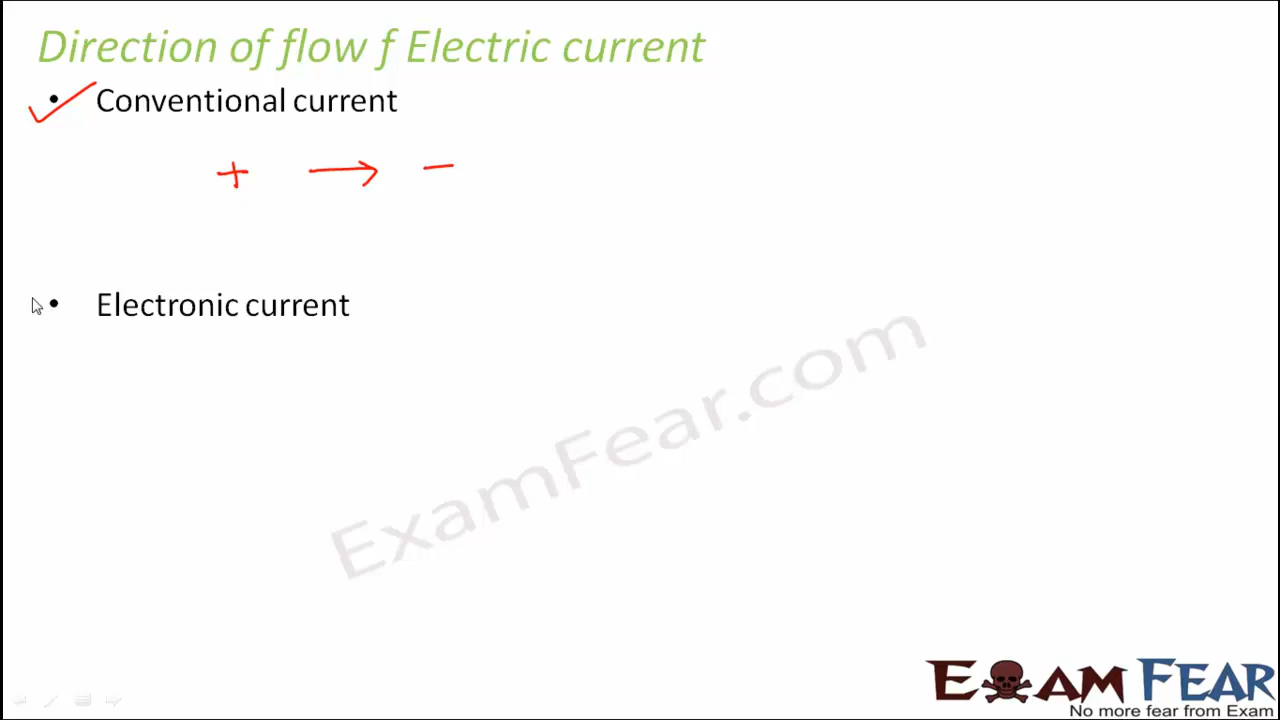 Direction of flow f Electric current
• Conventional current
+ → −
• Electronic current
ExamFear.com
EXAM FEAR
No more fear from Exam